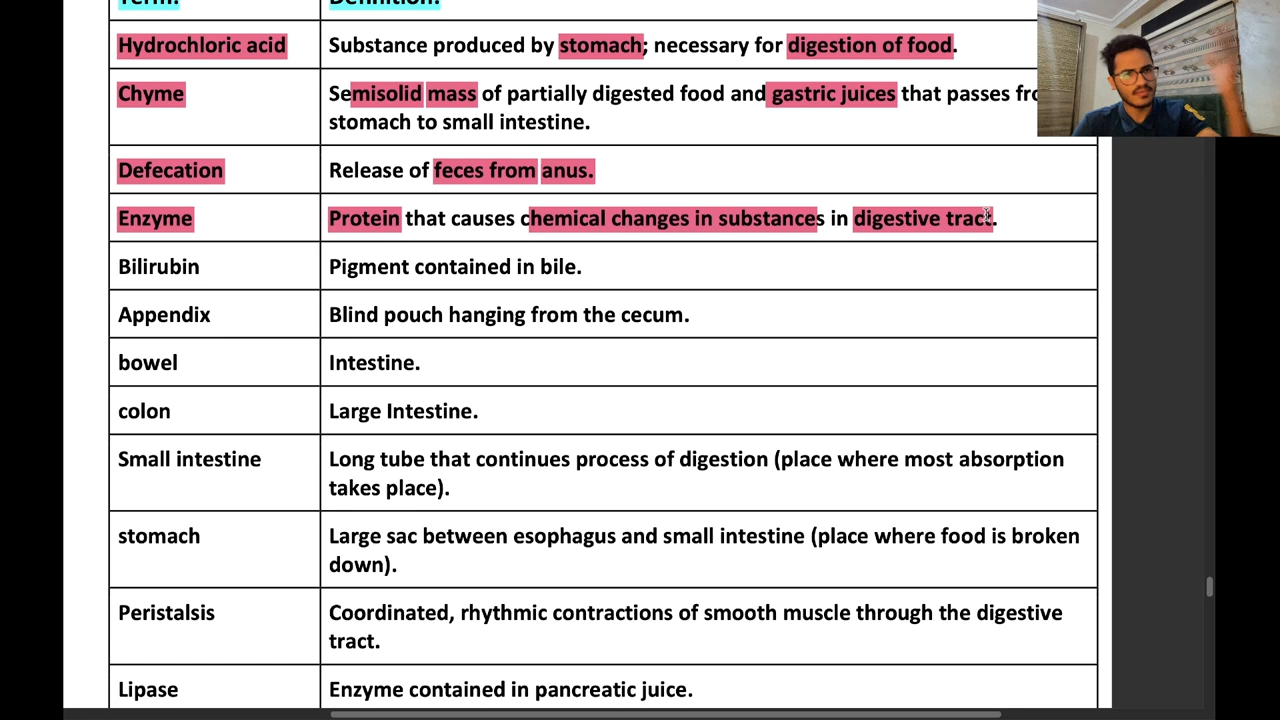 Term: Definition:
Hydrochloric acid Substance produced by stomach; necessary for digestion of food.
Chyme Semisolid mass of partially digested food and gastric juices that passes
stomach to small intestine.
Defecation Release of feces from anus.
Enzyme Protein that causes chemical changes in substances in digestive tract.
Bilirubin Pigment contained in bile.
Appendix Blind pouch hanging from the cecum.
bowel Intestine.
colon Large Intestine.
Small intestine Long tube that continues process of digestion (place where most absorption
takes place).
stomach Large sac between esophagus and small intestine (place where food is broken
down).
Peristalsis Coordinated, rhythmic contractions of smooth muscle through the digestive
tract.
Lipase Enzyme contained in pancreatic juice.